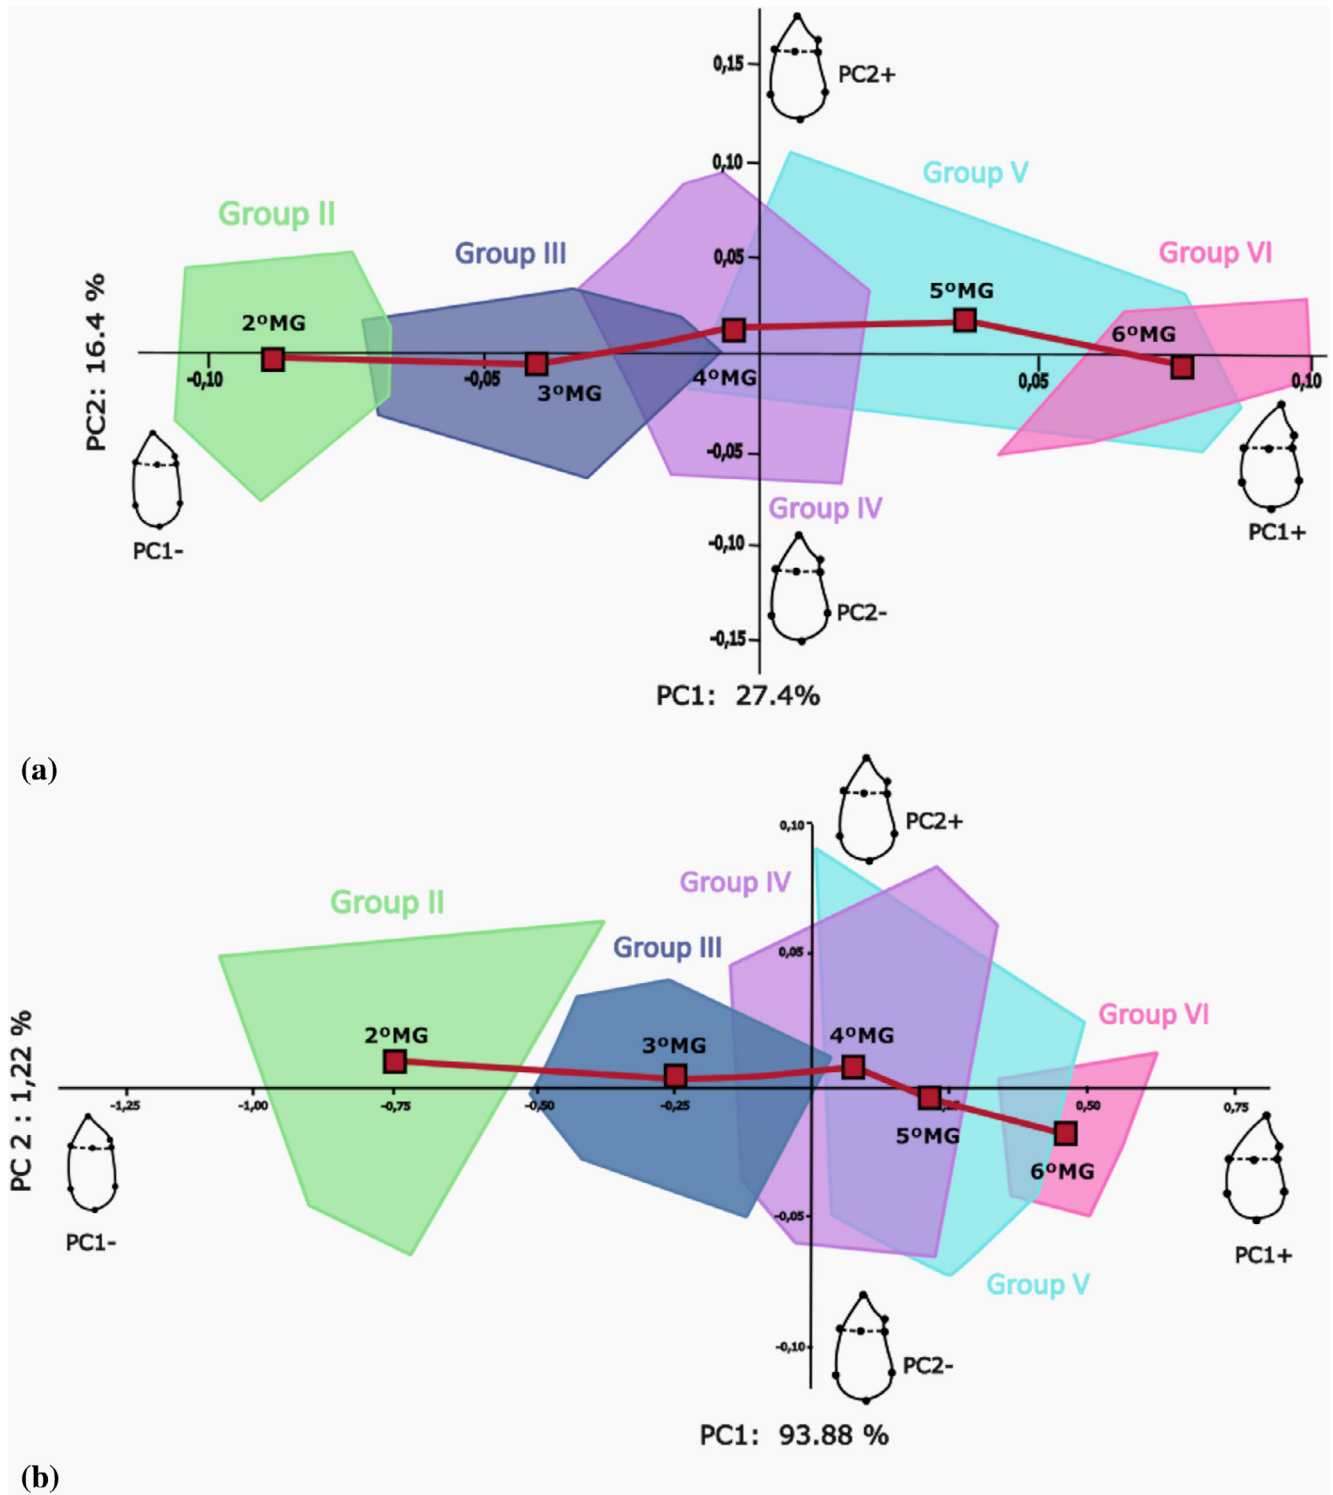 0,15
PC2+
0,10
Group V
Group II
Group III
0,05
Group VI
5ºMG
2ºMG
6ºMG
PC2: 16.4 %
-0,10
-0,05
3ºMG
4ºMG
0,05
0,10
-0,05
Group IV
PC1-
PC1+
-0,10
PC2-
-0,15
PC1: 27.4%
(a)
PC2+
0,10
Group IV
Group II
Group III
0,05
Group VI
2ºMG
3ºMG
4ºMG
PC 2 : 1,22 %
-1,25
-1,00
-0,75
-0,50
-0,25
0,50
0,75
5ºMG
6ºMG
-0,05
PC1-
PC1+
Group V
-0,10
PC2-
PC1: 93.88 %
(b)